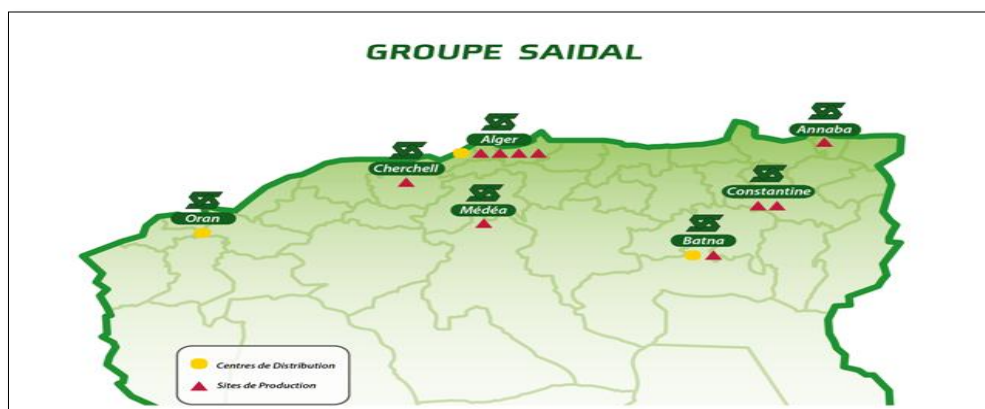 GROUPE SAIDAL
Annaba
Alger
Cherchell
Constantine
Médéa
Oran
Batna
Centres de Distribution
Sites de Production